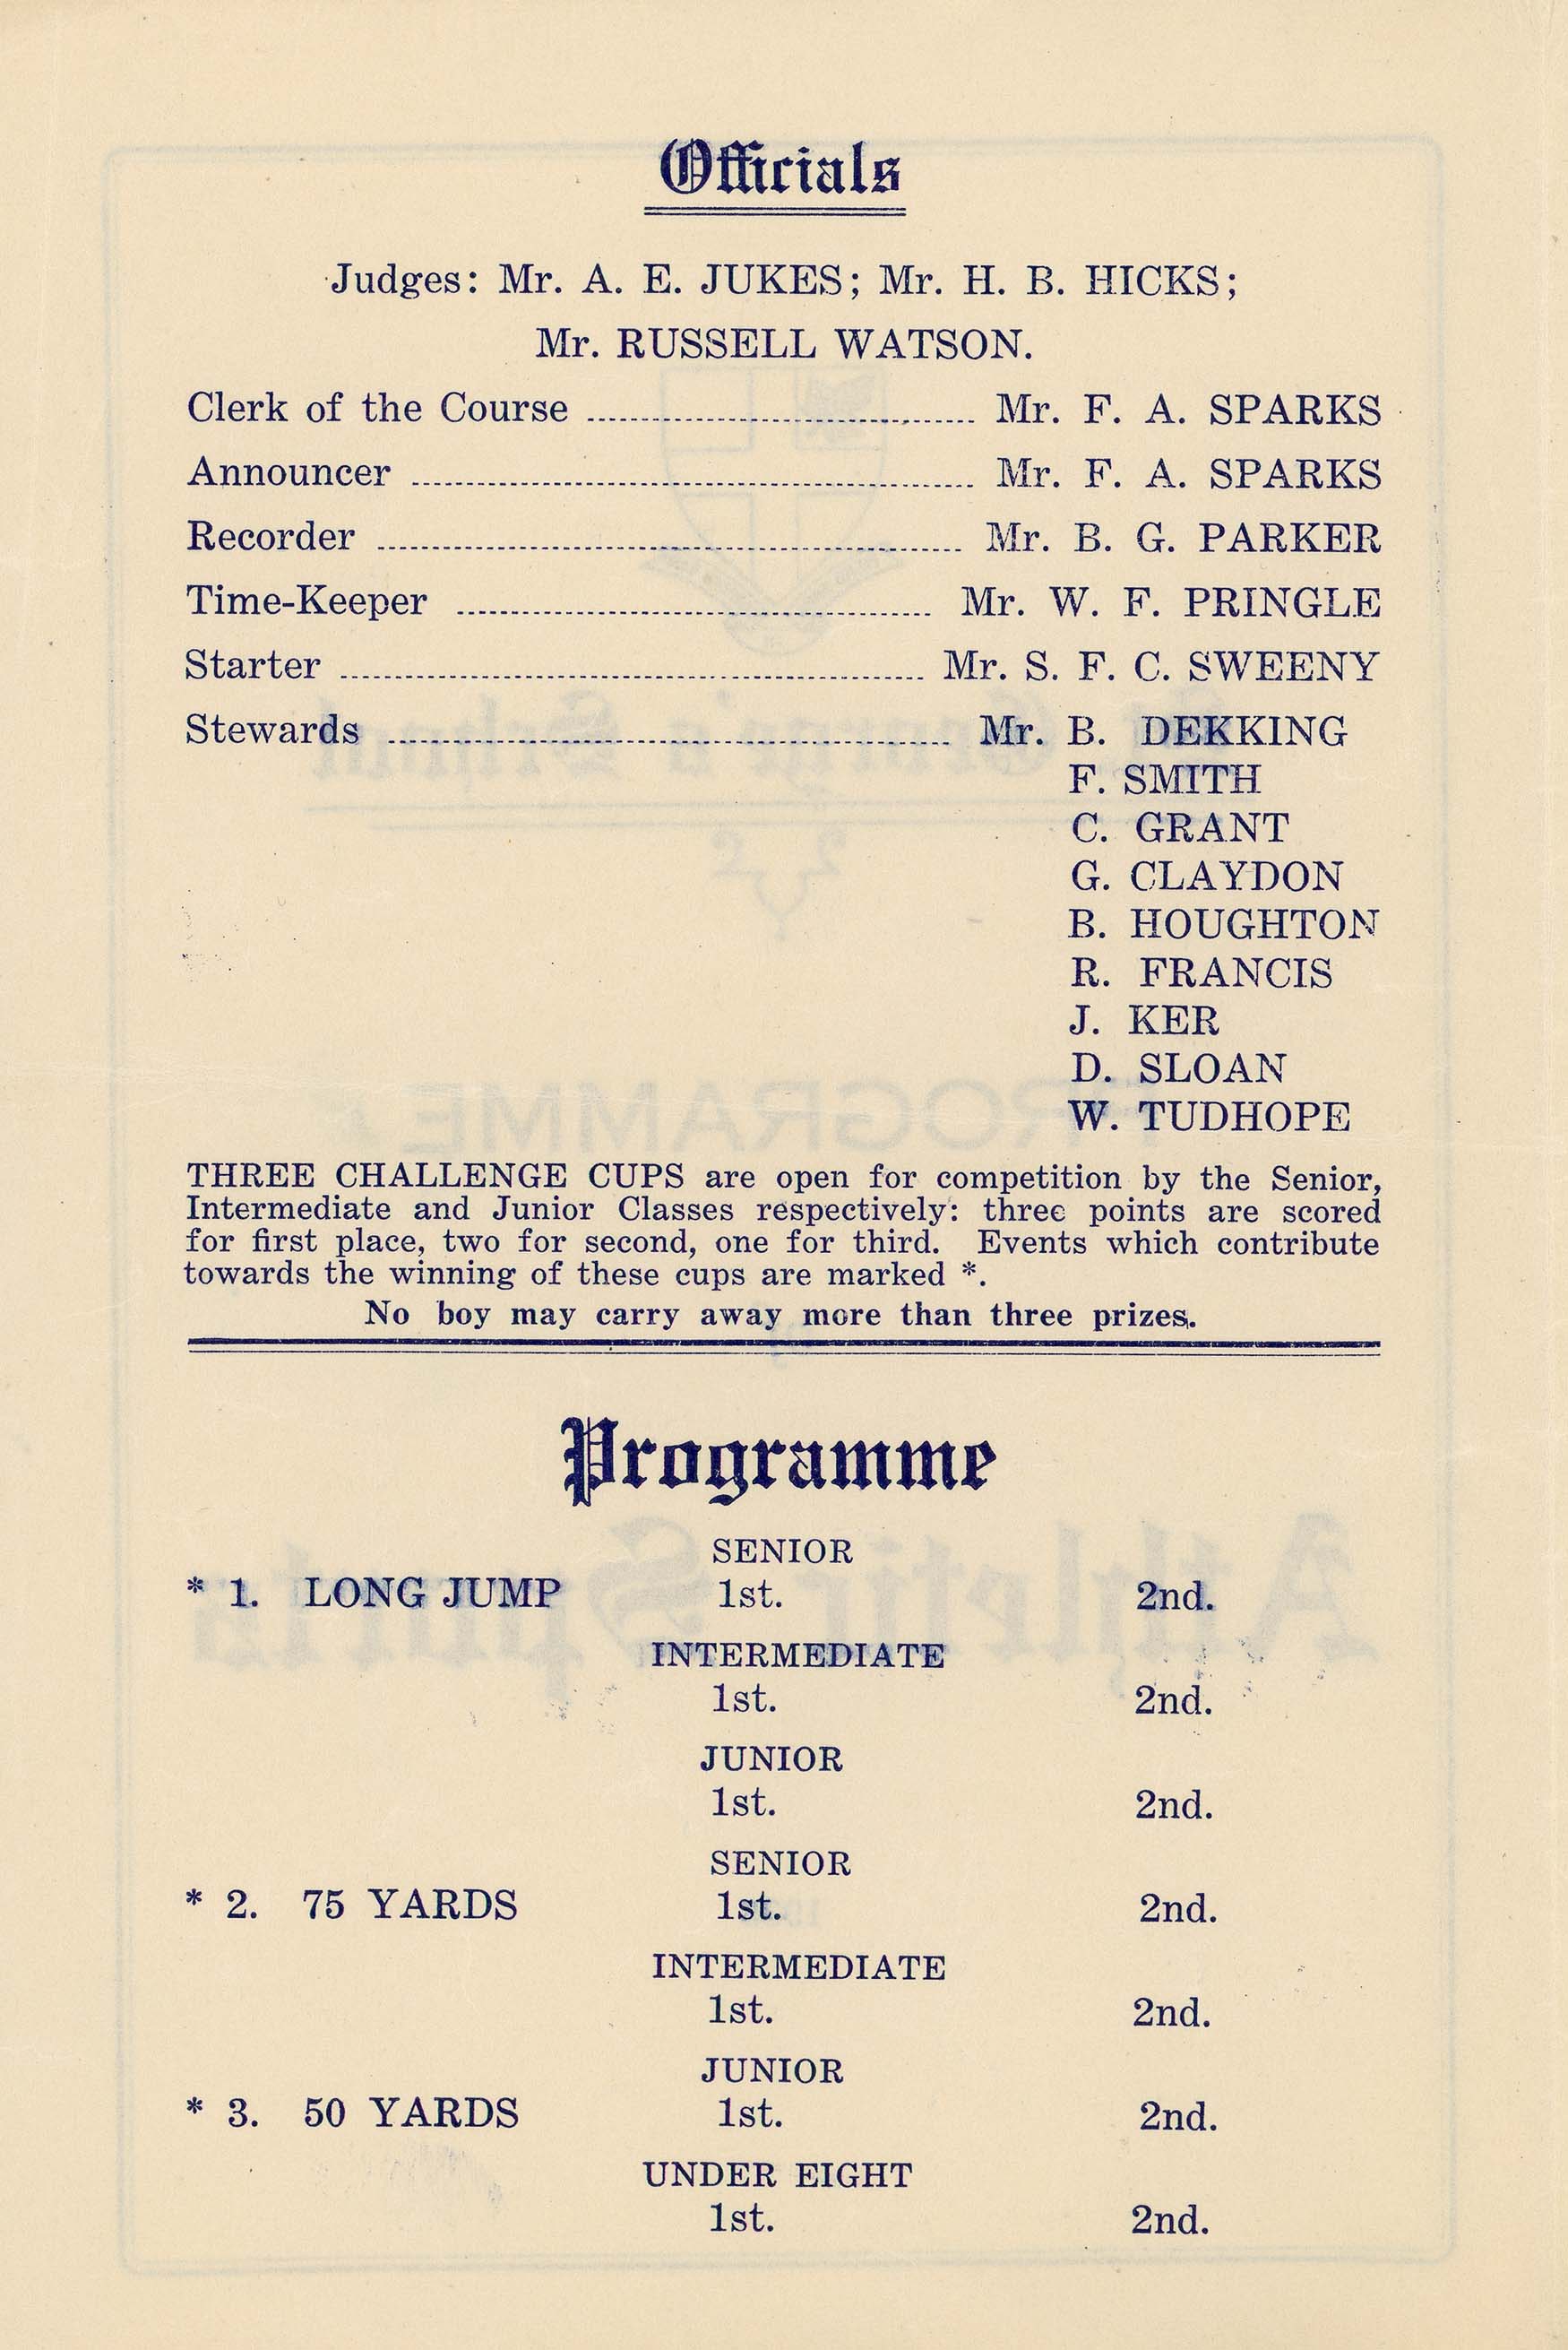 Officials
Judges: Mr. A. E. JUKES; Mr. H. B. HICKS;
Mr. RUSSELL WATSON.
Clerk of the Course ........ Mr. F. A. SPARKS
Announcer ........ Mr. F. A. SPARKS
Recorder ........ Mr. B. G. PARKER
Time-Keeper ........ Mr. W. F. PRINGLE
Starter ........ Mr. S. F. C. SWEENY
Stewards ........ Mr. B. DEKKING
F. SMITH
C. GRANT
G. CLAYDON
B. HOUGHTON
R. FRANCIS
J. KER
D. SLOAN
W. TUDHOPE
THREE CHALLENGE CUPS are open for competition by the Senior,
Intermediate and Junior Classes respectively: three points are scored
for first place, two for second, one for third. Events which contribute
towards the winning of these cups are marked *.
No boy may carry away more than three prizes.
Programme
SENIOR
* 1. LONG JUMP 1st. 2nd.
INTERMEDIATE
1st. 2nd.
JUNIOR
1st. 2nd.
SENIOR
* 2. 75 YARDS 1st. 2nd.
INTERMEDIATE
1st. 2nd.
JUNIOR
* 3. 50 YARDS 1st. 2nd.
UNDER EIGHT
1st. 2nd.